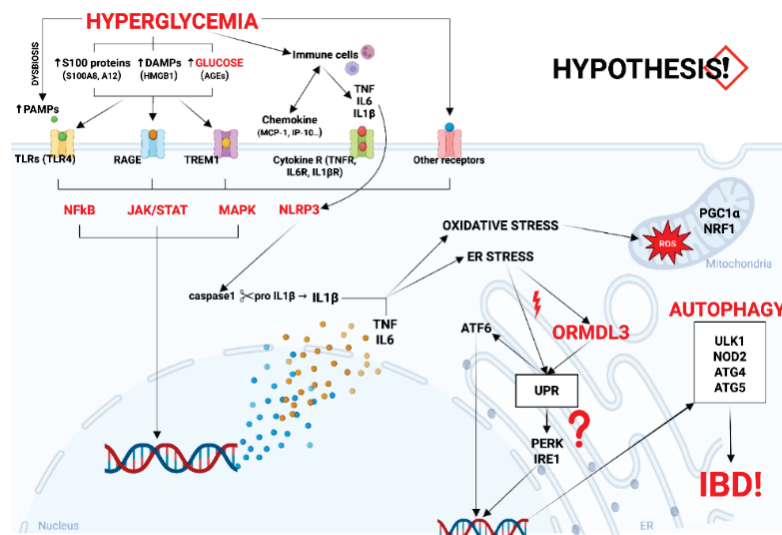 HYPERGLYCEMIA
HYPOTHESIS!
DYSBIOSIS
↑S100 proteins
(S100A8, A12)
↑DAMPs
(HMGB1)
↑GLUCOSE
(AGEs)
Immune cells
TNF
IL6
IL1β
↑PAMPs
Chemokine
(MCP-1, IP-10..)
TLRs (TLR4)
RAGE
TREM1
Cytokine R (TNFR,
IL6R, IL1βR)
Other receptors
NFkB
JAK/STAT
MAPK
NLRP3
PGC1α
NRF1
ROS
Mitochondria
OXIDATIVE STRESS
ER STRESS
caspase1
pro IL1β → IL1β
TNF
IL6
ATF6
ORMDL3
AUTOPHAGY
ULK1
NOD2
ATG4
ATG5
UPR
?
PERK
IRE1
IBD!
Nucleus
ER